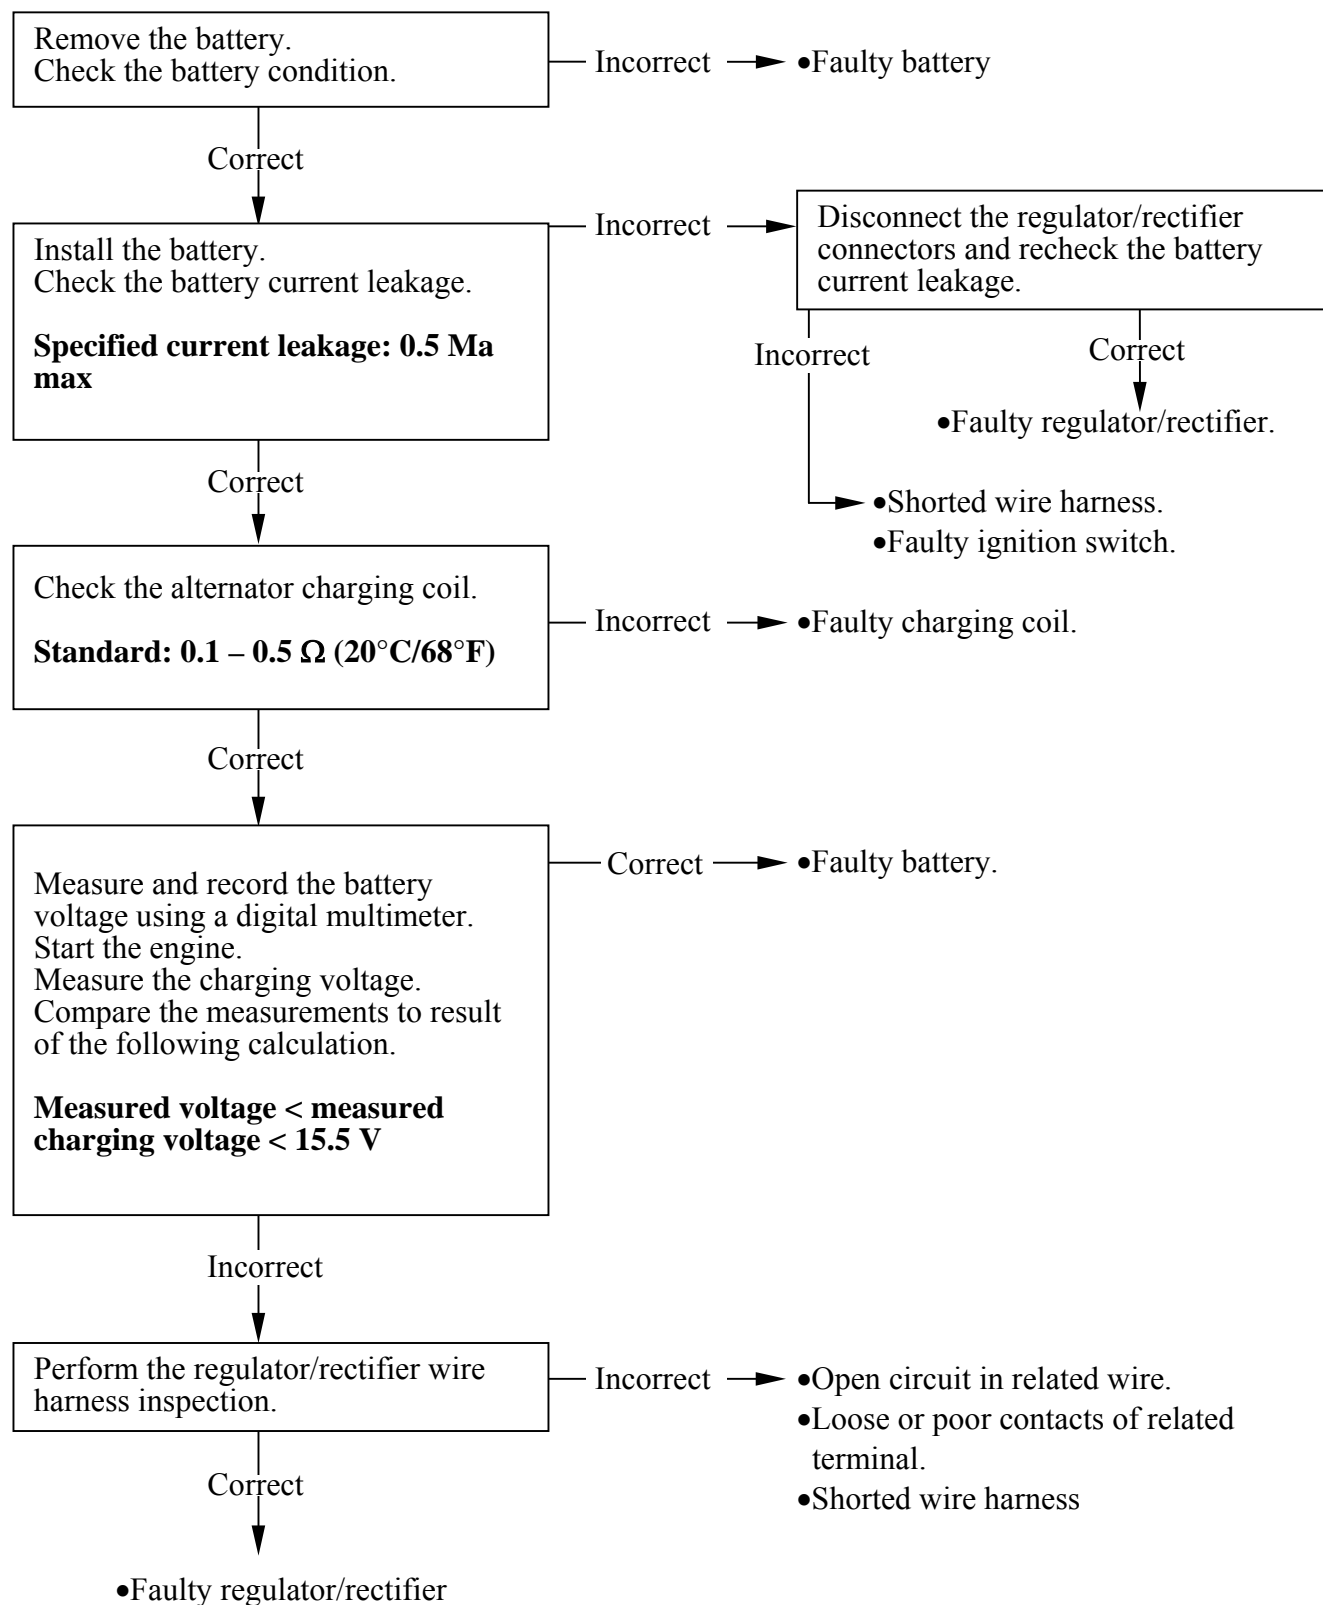 Remove the battery.
Check the battery condition.
Incorrect
•Faulty battery
Correct
Install the battery.
Check the battery current leakage.
Specified current leakage: 0.5 Ma
max
Incorrect
Disconnect the regulator/rectifier
connectors and recheck the battery
current leakage.
Incorrect
Correct
•Faulty regulator/rectifier.
•Shorted wire harness.
•Faulty ignition switch.
Correct
Check the alternator charging coil.
Standard: 0.1 – 0.5 Ω (20°C/68°F)
Incorrect
•Faulty charging coil.
Correct
Measure and record the battery
voltage using a digital multimeter.
Start the engine.
Measure the charging voltage.
Compare the measurements to result
of the following calculation.
Measured voltage < measured
charging voltage < 15.5 V
Correct
•Faulty battery.
Incorrect
Perform the regulator/rectifier wire
harness inspection.
Incorrect
•Open circuit in related wire.
•Loose or poor contacts of related
terminal.
•Shorted wire harness
Correct
•Faulty regulator/rectifier